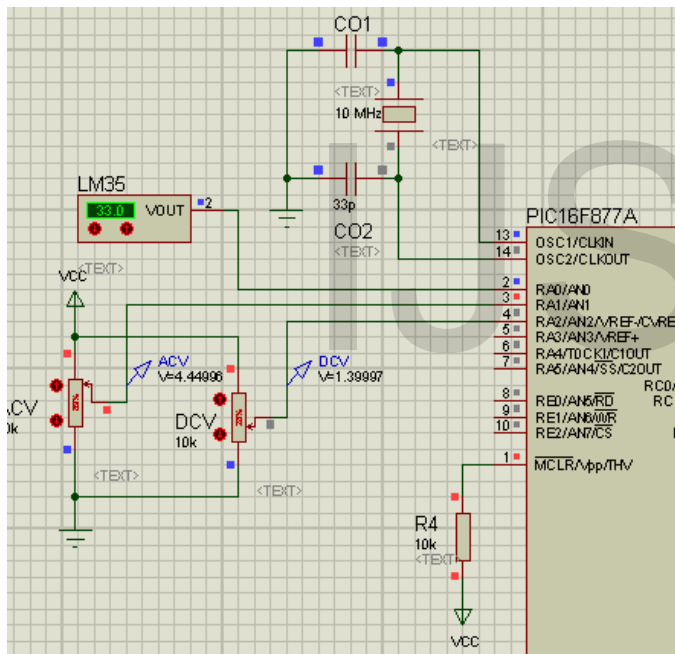 CO1
<TEXT>
10 MHz
<TEXT>
33p
CO2
<TEXT>
LM35
33.0
VOUT
2
<TEXT>
VCC
PIC16F877A
13
OSC1/CLKIN
14
OSC2/CLKOUT
2
RA0/AN0
3
RA1/AN1
4
RA2/AN2/VREF-/CVRE
5
RA3/AN3/VREF+
6
RA4/T0CKI/C1OUT
7
RA5/AN4/SS/C2OUT
RC0/
RC
8
RE0/AN5/RD
9
RE1/AN6/WR
10
RE2/AN7/CS
1
MCLR/Vpp/THV
ACV
V=4.44996
DCV
V=1.39997
ACV
0k
DCV
10k
<TEXT>
<TEXT>
R4
10k
<TEXT>
VCC
IJS